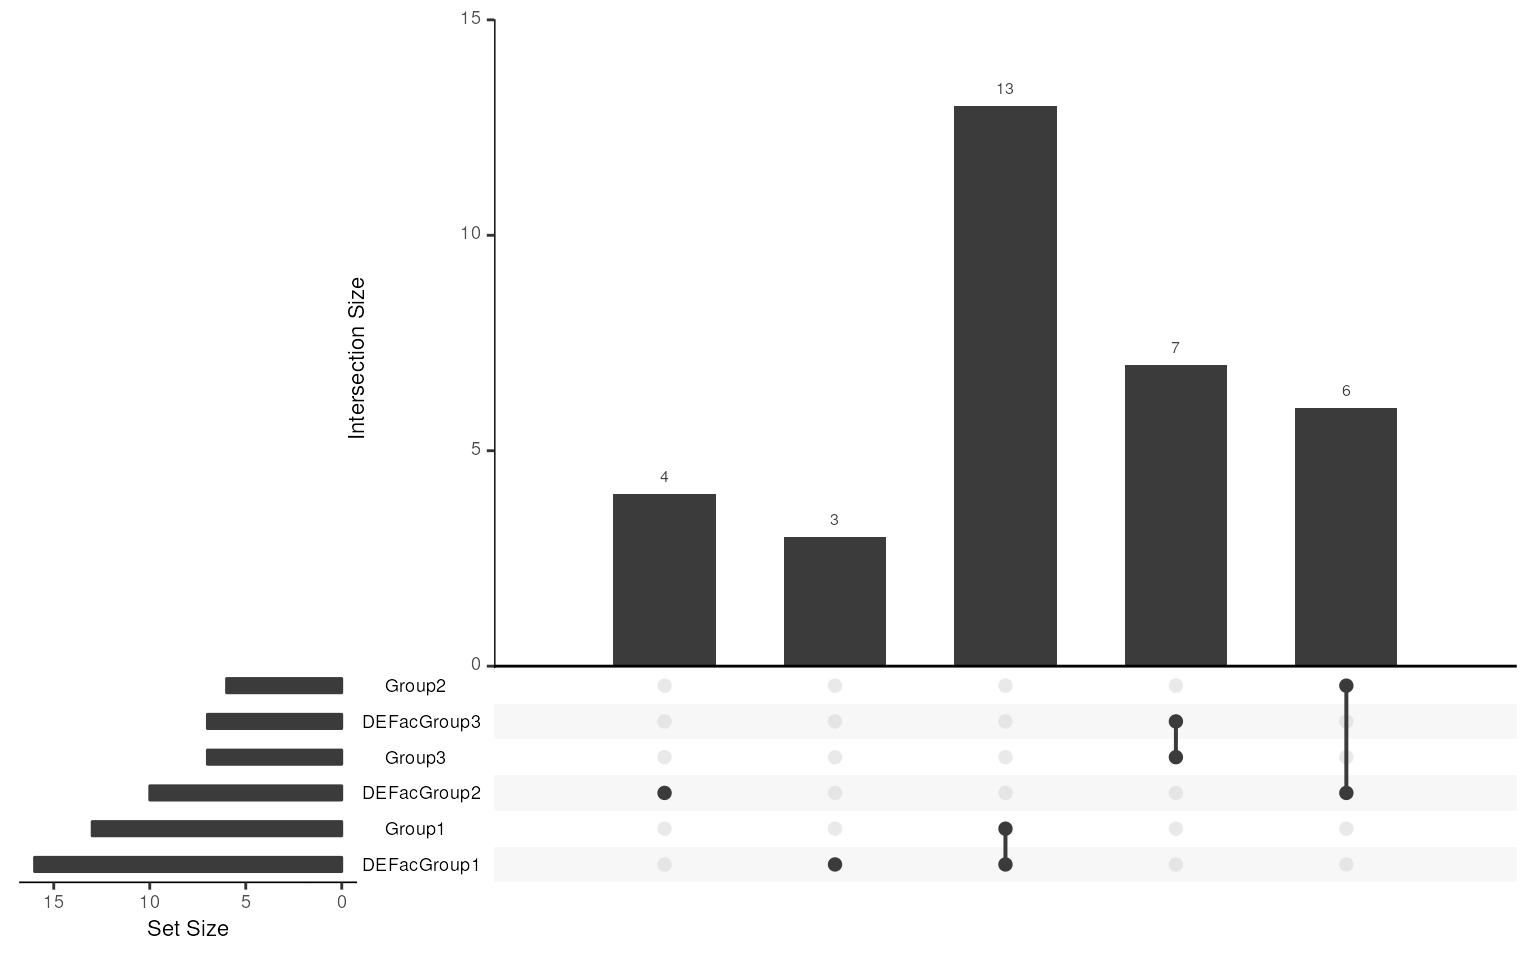 15
13
10
Intersection Size
7
6
5
4
3
0
Group2
DEFacGroup3
Group3
DEFacGroup2
Group1
DEFacGroup1
15 10 5 0
Set Size